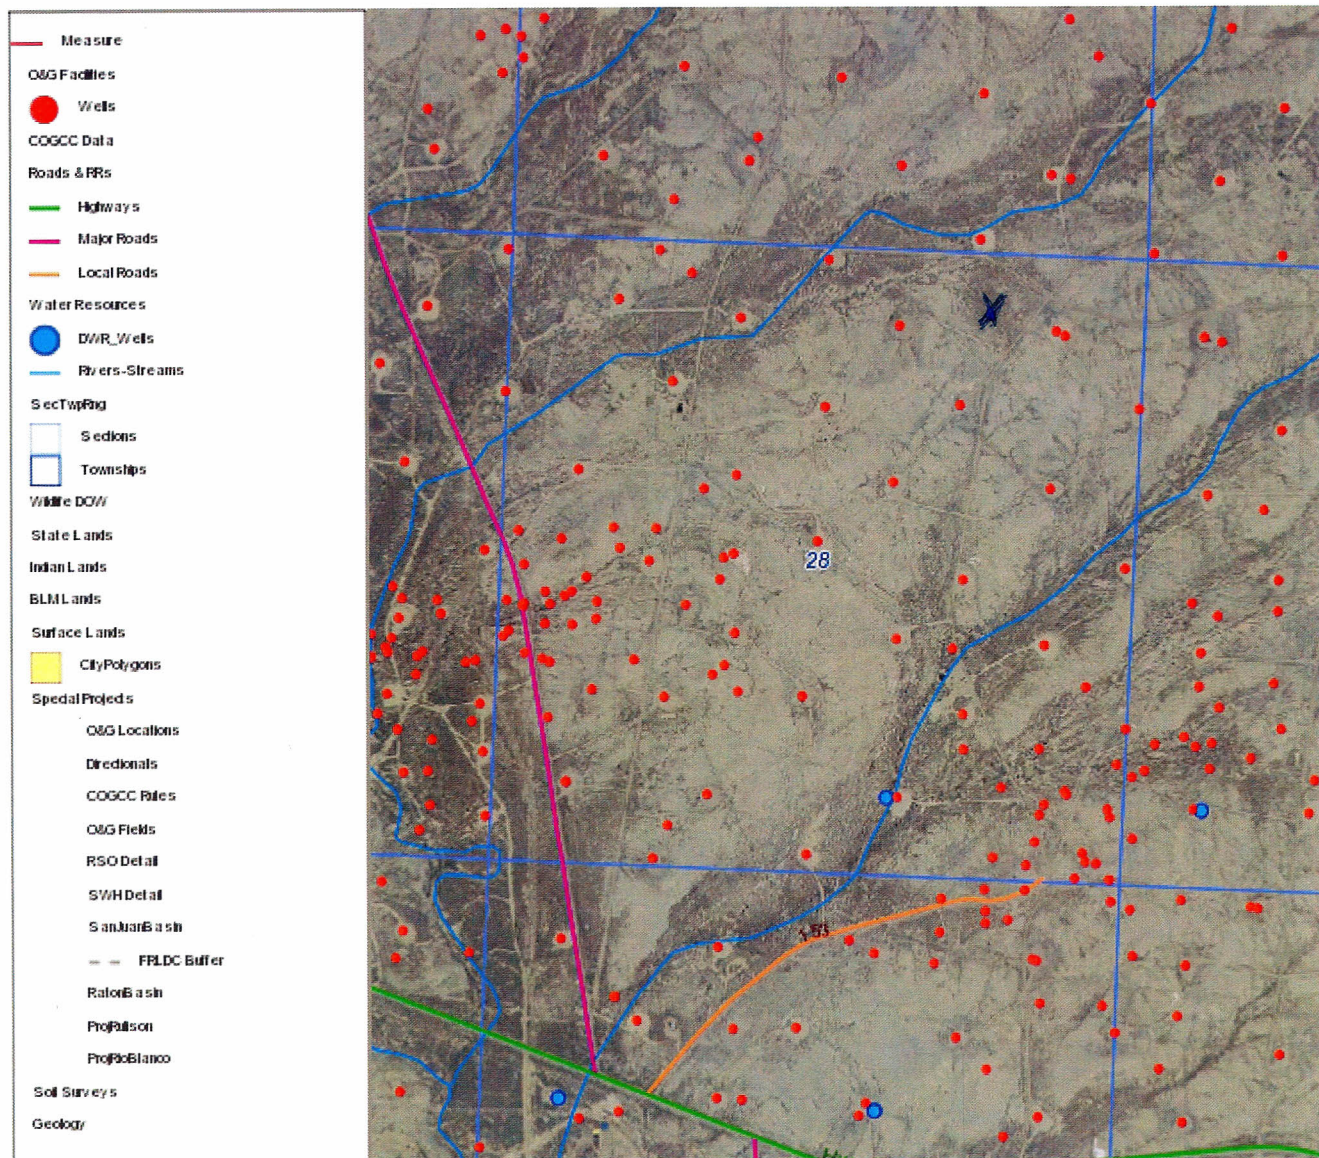 Measure
O&G Facilities
Wells
COGCC Data
Roads & RRs
Highways
Major Roads
Local Roads
Water Resources
DWR_Wells
Rivers-Streams
SecTwpRng
Sections
Townships
Wildlife DOW
State Lands
Indian Lands
BLM Lands
Surface Lands
CityPolygons
Special Projects
O&G Locations
Directionals
COGCC Rules
O&G Fields
RSO Detail
SWH Detail
SanJuanBasin
FRLDC Buffer
RatonBasin
ProjRulison
ProjRioBlanco
Soil Surveys
Geology
X
28